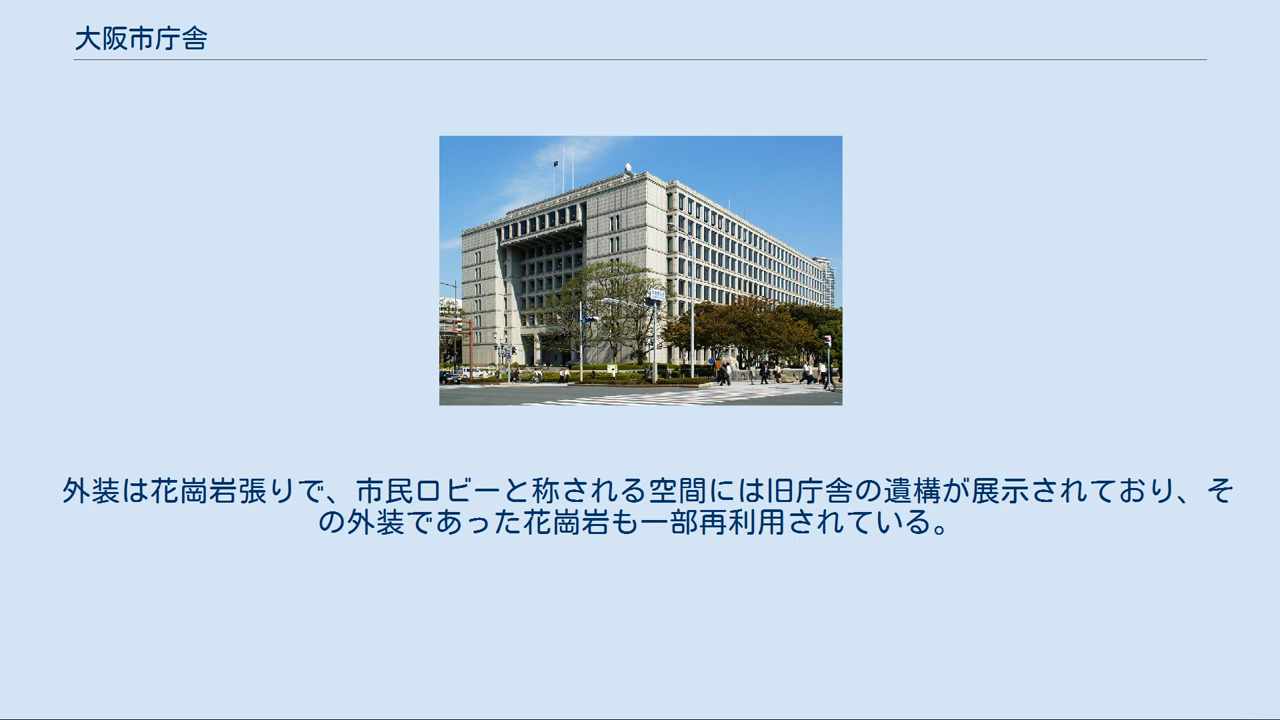 大阪市庁舎
外装は花崗岩張りで、市民ロビーと称される空間には旧庁舎の遺構が展示されており、そ
の外装であった花崗岩も一部再利用されている。